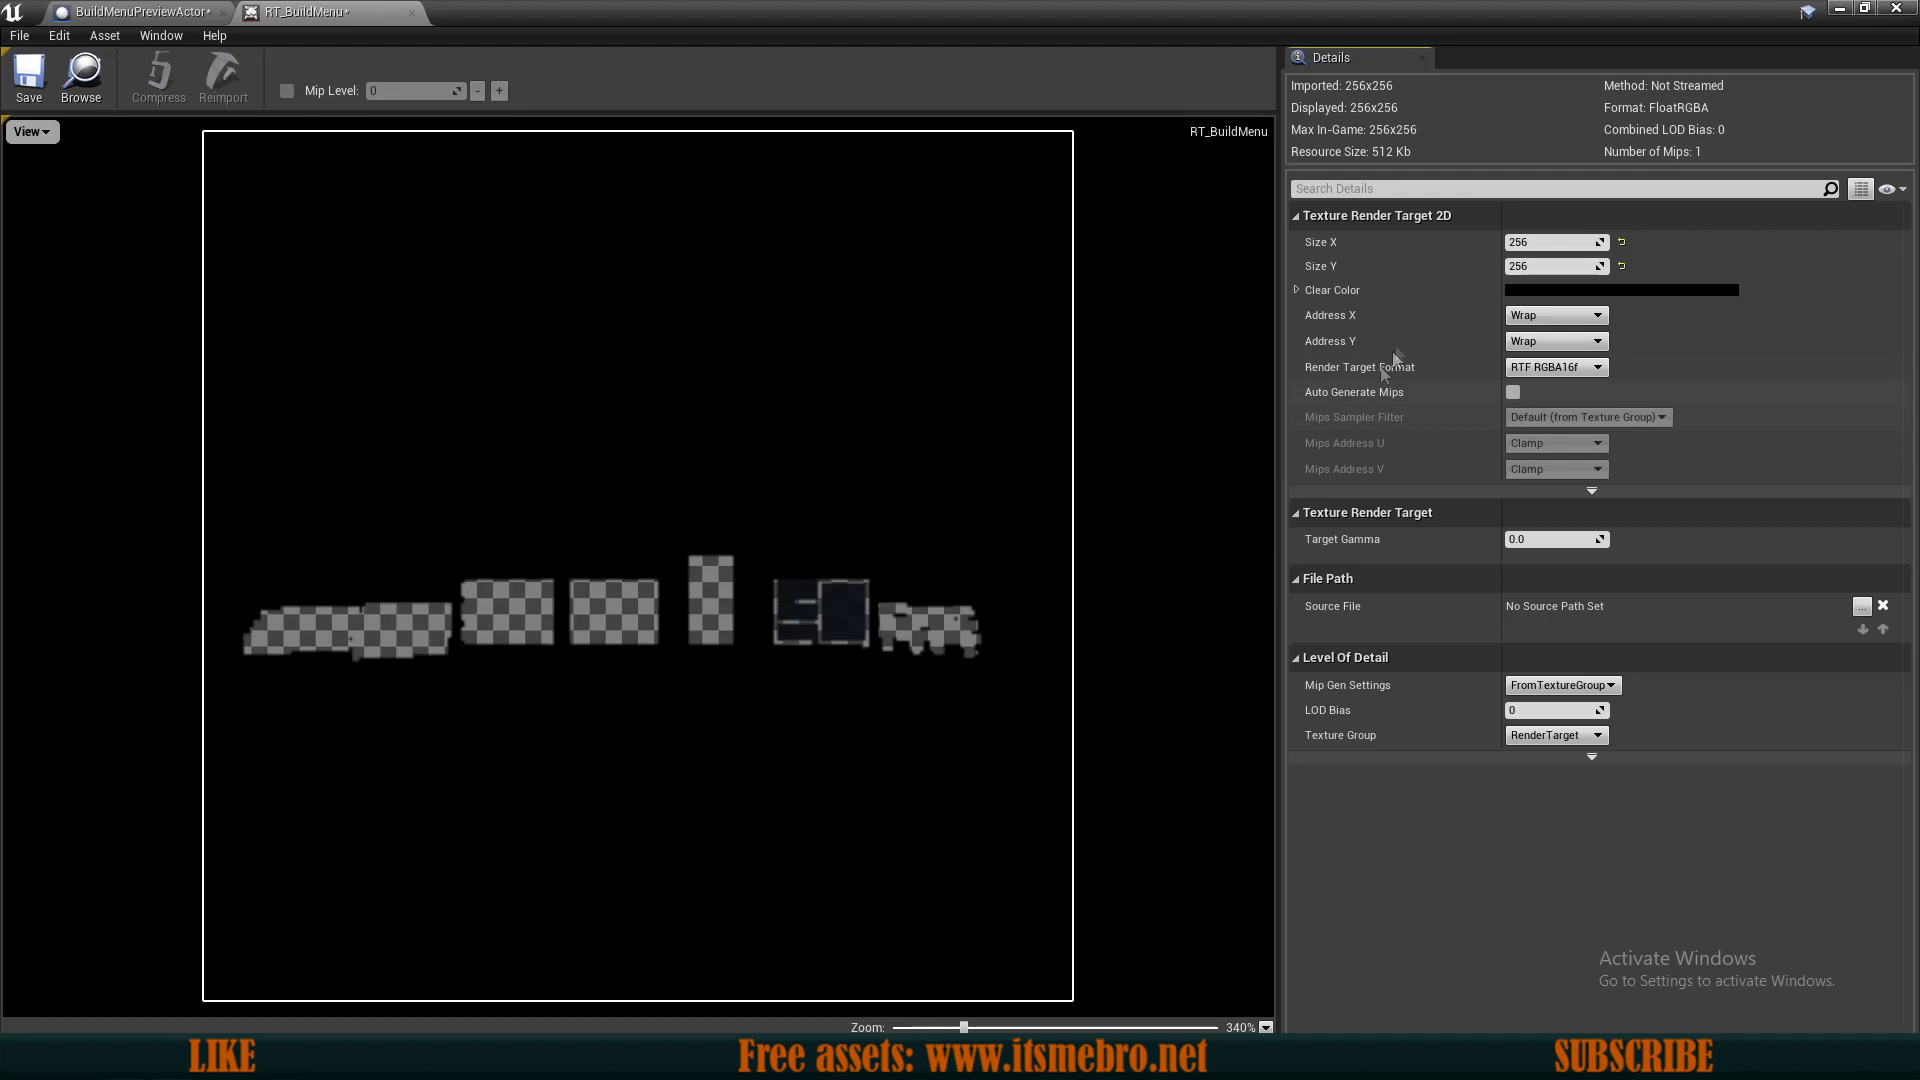 BuildMenuPreviewActor*
RT_BuildMenu*
File Edit Asset Window Help
Save Browse Compress Reimport Mip Level: 0 - +
View
RT_BuildMenu
Details
Imported: 256x256 Method: Not Streamed
Displayed: 256x256 Format: FloatRGBA
Max In-Game: 256x256 Combined LOD Bias: 0
Resource Size: 512 Kb Number of Mips: 1
Search Details
Texture Render Target 2D
Size X 256
Size Y 256
Clear Color
Address X Wrap
Address Y Wrap
Render Target Format RTF RGBA16f
Auto Generate Mips
Mips Sampler Filter Default (from Texture Group)
Mips Address U Clamp
Mips Address V Clamp
Texture Render Target
Target Gamma 0.0
File Path
Source File No Source Path Set ...
Level Of Detail
Mip Gen Settings FromTextureGroup
LOD Bias 0
Texture Group RenderTarget
Activate Windows
Go to Settings to activate Windows.
Zoom: 340%
LIKE Free assets: www.itsmebro.net SUBSCRIBE